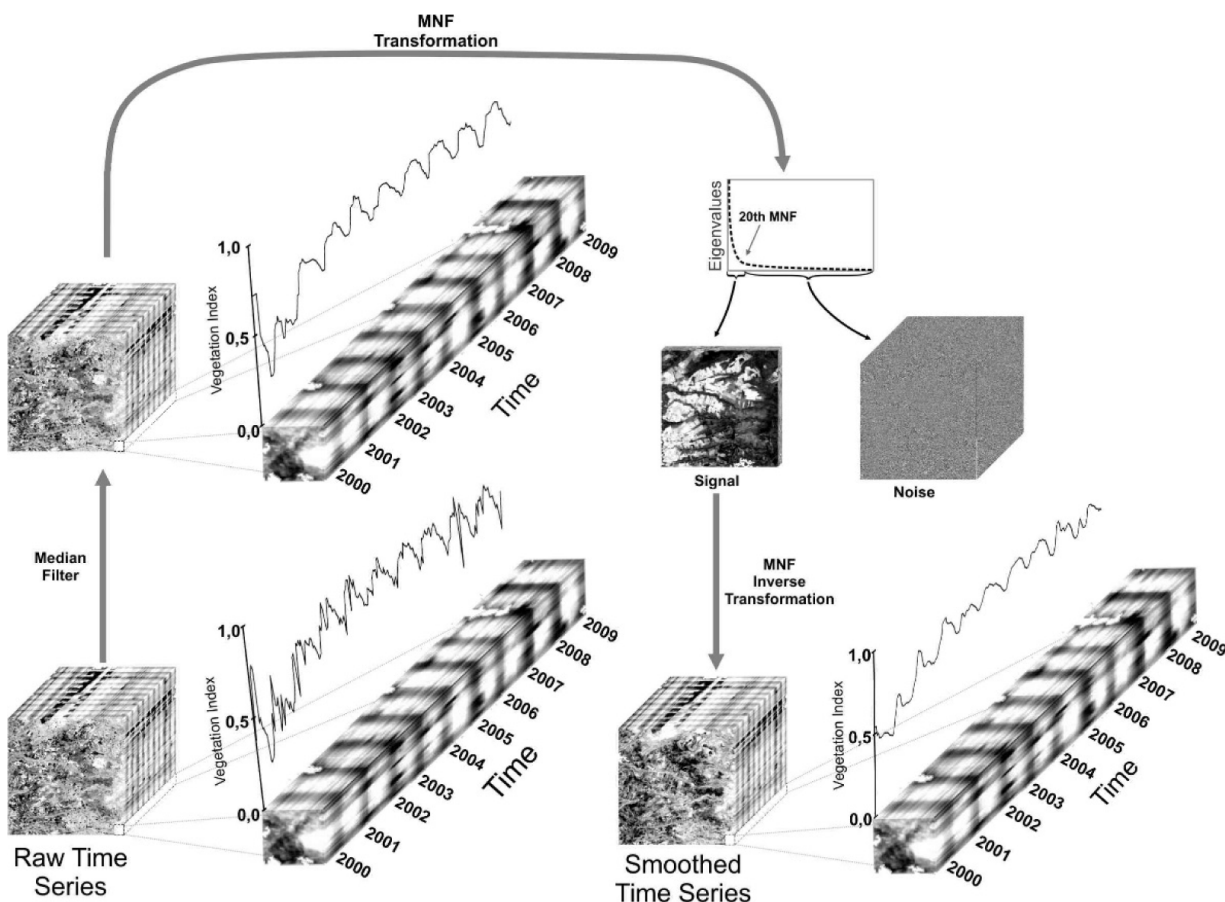 MNF
Transformation
1,0
0,5
0,0
Vegetation Index
2000
2001
2002
2003
2004
2005
2006
2007
2008
2009
Time
Eigenvalues
20th MNF
Signal
Noise
Median
Filter
MNF
Inverse
Transformation
1,0
0,5
0,0
Vegetation Index
2000
2001
2002
2003
2004
2005
2006
2007
2008
2009
Time
Raw Time
Series
1,0
0,5
0,0
Vegetation Index
2000
2001
2002
2003
2004
2005
2006
2007
2008
2009
Time
Smoothed
Time Series